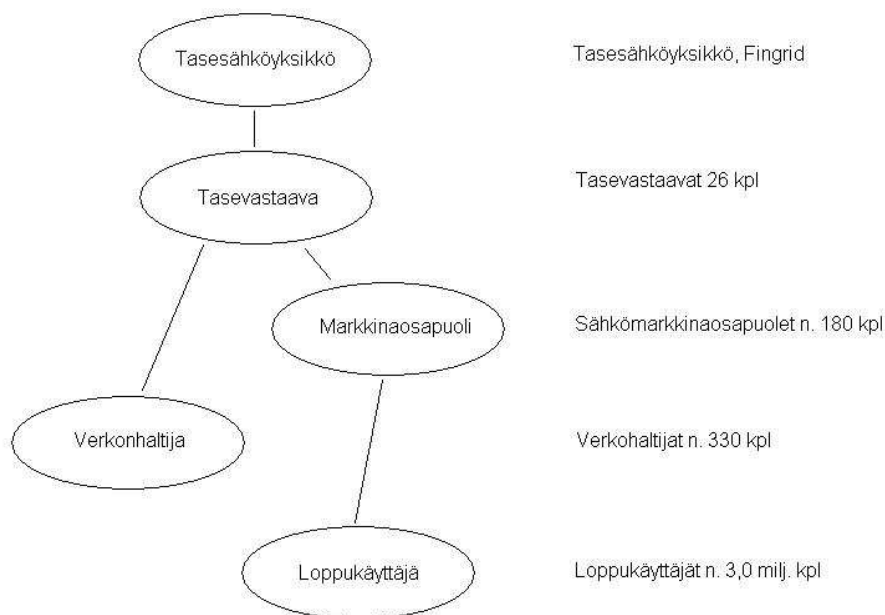 Tasesähköyksikkö
Tasesähköyksikkö, Fingrid
Tasevastaava
Tasevastaavat 26 kpl
Markkinaosapuoli
Sähkömarkkinaosapuolet n. 180 kpl
Verkonhaltija
Verkohaltijat n. 330 kpl
Loppukäyttäjä
Loppukäyttäjät n. 3,0 milj. kpl